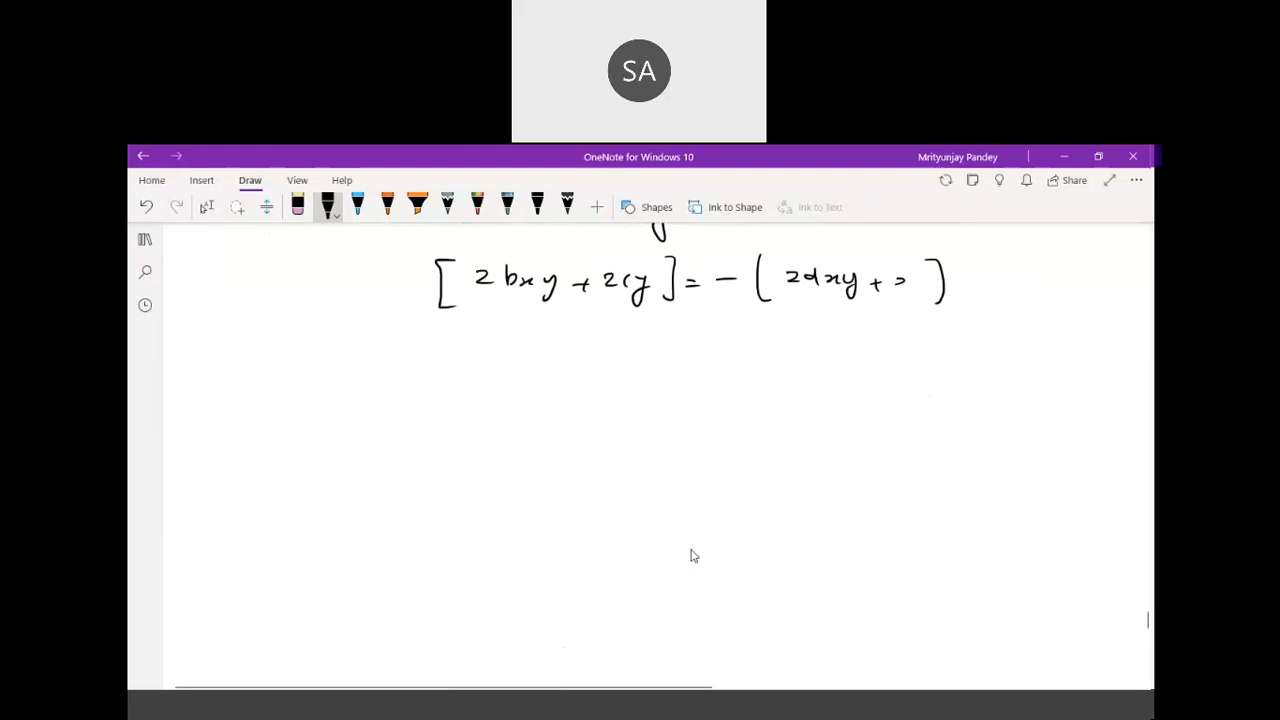 SA
OneNote for Windows 10
Mrityunjay Pandey
Home Insert Draw View Help
Share
Shapes
Ink to Shape
Ink to Text
[ 2bxy + 2cy ] = - ( 2dxy + )